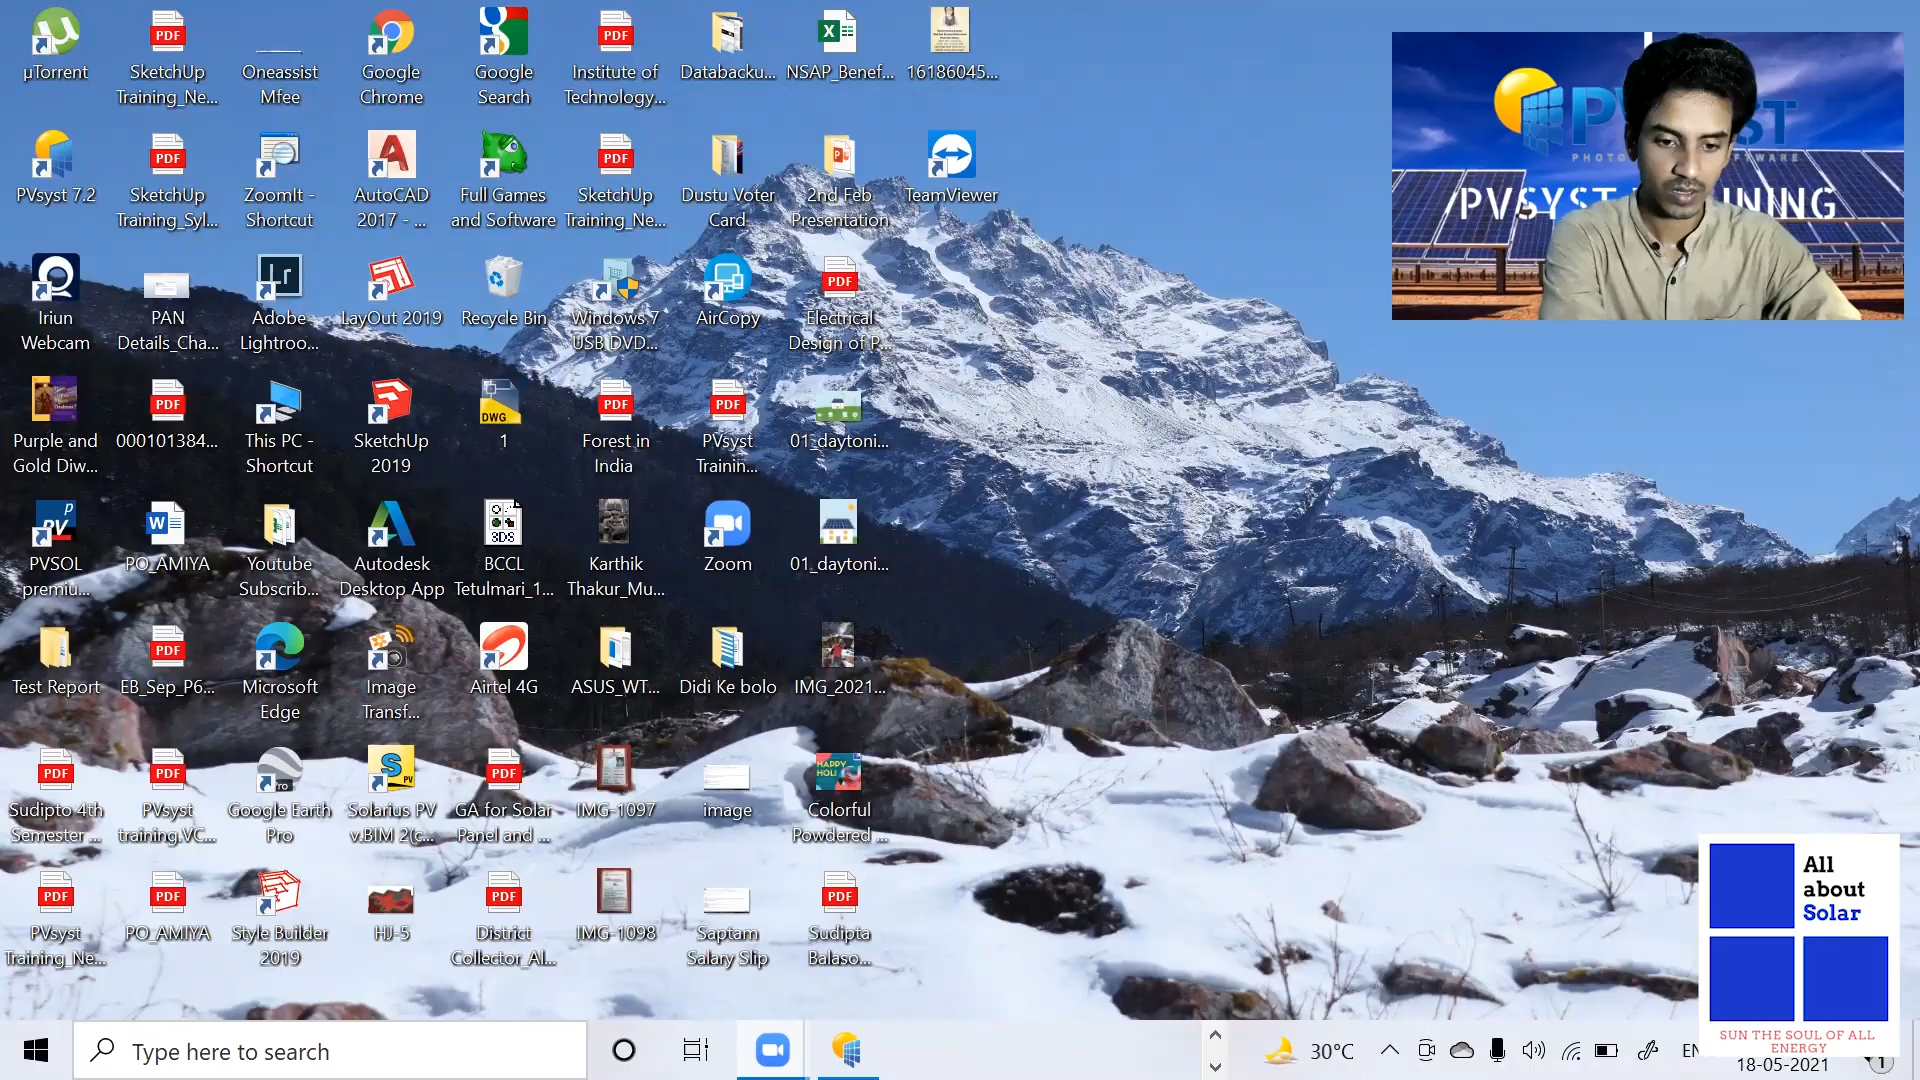 µTorrent
SketchUp
Training_Ne...
Oneassist
Mfee
Google
Chrome
Google
Search
Institute of
Technology...
Databacku...
NSAP_Benef...
16186045...
PVsyst 7.2
SketchUp
Training_Syl...
ZoomIt -
Shortcut
AutoCAD
2017 - ...
Full Games
and Software
SketchUp
Training_Ne...
Dustu Voter
Card
2nd Feb
Presentation
TeamViewer
Iriun
Webcam
PAN
Details_Cha...
Adobe
Lightroo...
LayOut 2019
Recycle Bin
Windows 7
USB DVD...
AirCopy
Electrical
Design of P...
Purple and
Gold Diw...
000101384...
This PC -
Shortcut
SketchUp
2019
DWG
1
Forest in
India
PVsyst
Trainin...
01_daytoni...
PVSOL
premiu...
PO_AMIYA
Youtube
Subscrib...
Autodesk
Desktop App
3DS
BCCL
Tetulmari_1...
Karthik
Thakur_Mu...
Zoom
01_daytoni...
Test Report
EB_Sep_P6...
Microsoft
Edge
Image
Transf...
Airtel 4G
ASUS_WT...
Didi Ke bolo
IMG_2021...
Sudipto 4th
Semester ...
PVsyst
training.VC...
Google Earth
Pro
Solarius PV
v.BIM 2(c...
GA for Solar
Panel and ...
IMG-1097
image
HAPPY
HOLI
Colorful
Powdered ...
PVsyst
Training_Ne...
PO_AMIYA
Style Builder
2019
HJ-5
District
Collector_Al...
IMG-1098
Saptam
Salary Slip
Sudipta
Balaso...
All
about
Solar
SUN THE SOUL OF ALL
ENERGY
Type here to search
30°C
18-05-2021
1